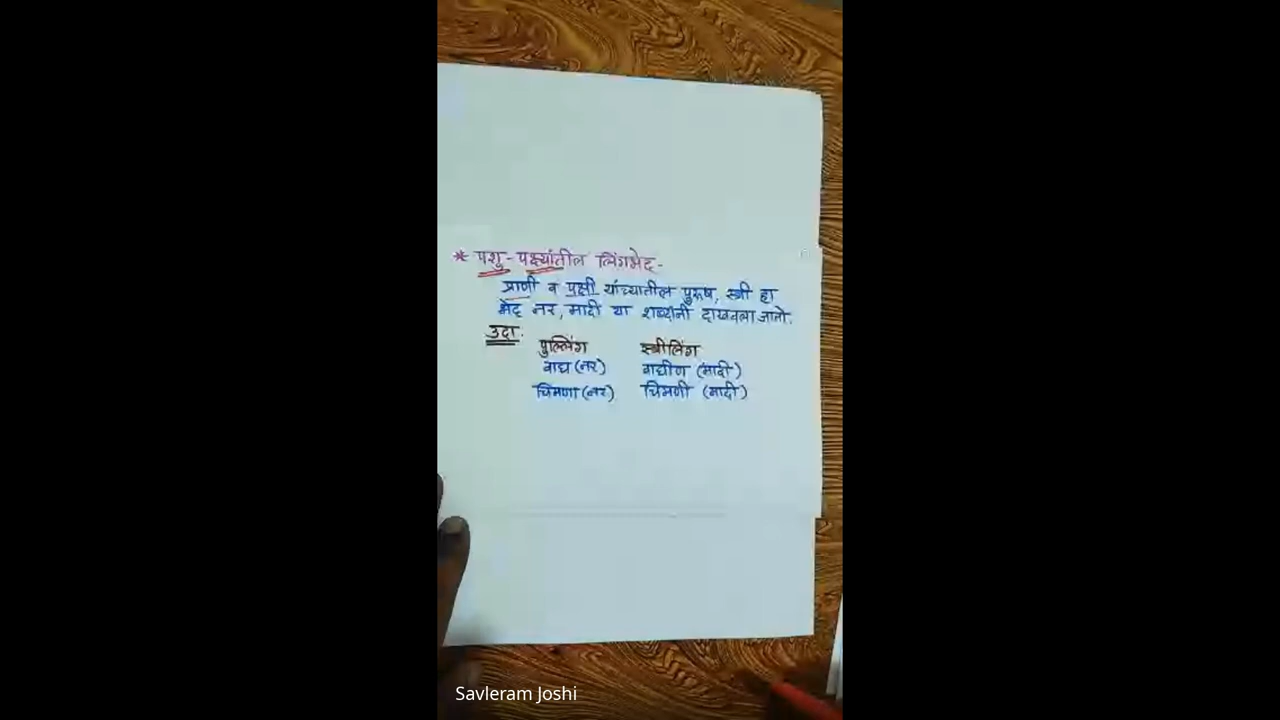 * पशु - पक्ष्यांतील लिंगभेद -
प्राणी व पक्षी यांच्यातील पुरूष, स्त्री हा
भेद नर, मादी या शब्दांनी दाखवला जातो.
उदा.
पुल्लिंग स्त्रीलिंग
वाघ (नर) वाघीण (मादी)
चिमणा (नर) चिमणी (मादी)
Savleram Joshi